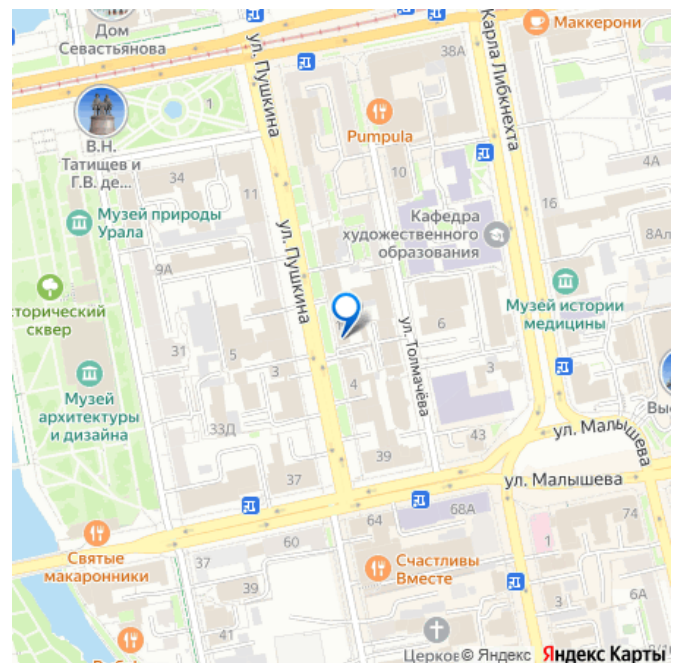 Дом
Севастьянова
Маккерони
ул. Пушкина
Карла Либкнехта
38А
1
Pumpula
В.Н.
Татищев и
Г.В. де...
34
11
10
4А
16
Музей природы
Урала
Кафедра
художественного
образования
8Ал
ул. Пушкина
9А
торический
сквер
Музей истории
медицины
6
ул. Толмачёва
31
5
3
4
3
Музей
архитектуры
и дизайна
Выс
33Д
43
ул. Малышева
39
37
ул. Малышева
68А
64
74
Святые
макаронники
37
60
1
Счастливы
Вместе
39
3
6А
41
Церков
© Яндекс Яндекс Карты